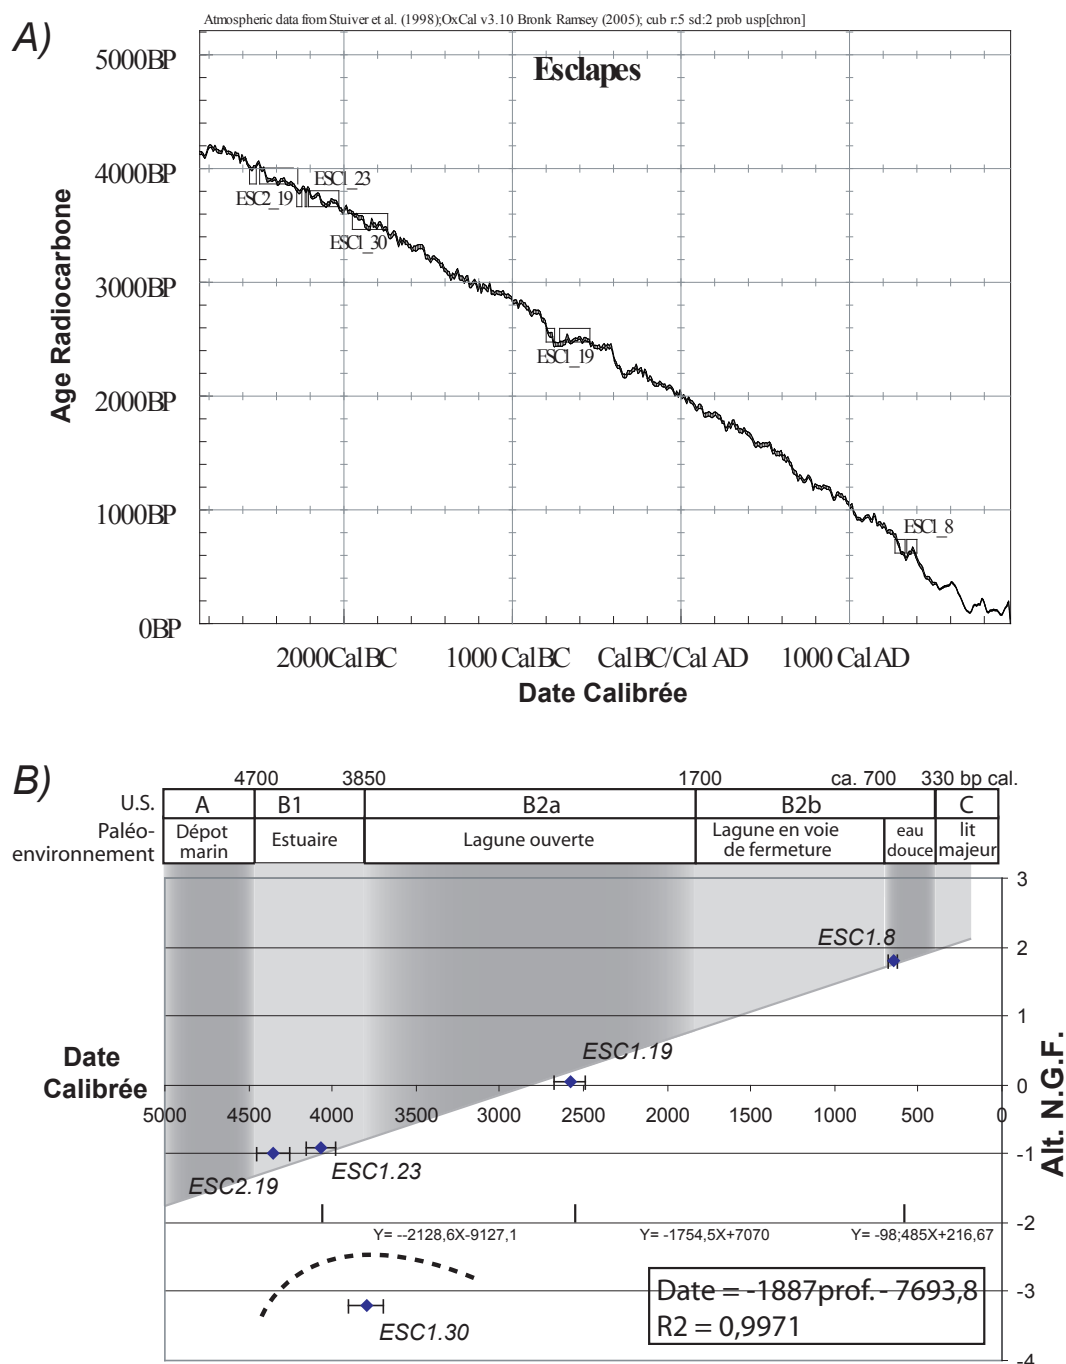 A)
Atmospheric data from Stuiver et al. (1998);OxCal v3.10 Bronk Ramsey (2005); cub r:5 sd:2 prob usp[chron]
Esclapes
5000BP
4000BP
3000BP
2000BP
1000BP
0BP
Age Radiocarbone
ESC1_23
ESC2_19
ESC1_30
ESC1_19
ESC1_8
2000CalBC 1000 CalBC CalBC/Cal AD 1000 CalAD
Date Calibrée
B)
4700 3850 1700 ca. 700 330 bp cal.
U.S. A B1 B2a B2b C
Paléo-
environnement
Dépot
marin
Estuaire
Lagune ouverte
Lagune en voie
de fermeture
eau
douce
lit
majeur
3
2
1
0
-1
-2
-3
-4
Alt. N.G.F.
ESC1.8
ESC1.19
Date
Calibrée
5000 4500 4000 3500 3000 2500 2000 1500 1000 500 0
ESC1.23
ESC2.19
Y= --2128,6X-9127,1 Y= -1754,5X+7070 Y= -98;485X+216,67
ESC1.30
Date = -1887prof. - 7693,8
R2 = 0,9971